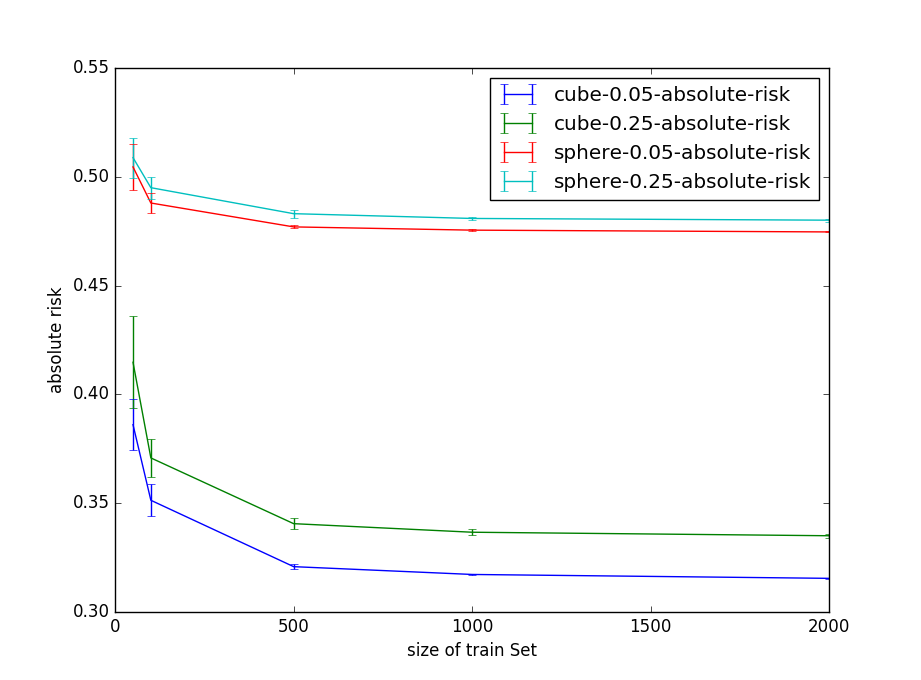 0.55
0.50
0.45
0.40
0.35
0.30
absolute risk
cube-0.05-absolute-risk
cube-0.25-absolute-risk
sphere-0.05-absolute-risk
sphere-0.25-absolute-risk
0 500 1000 1500 2000
size of train Set